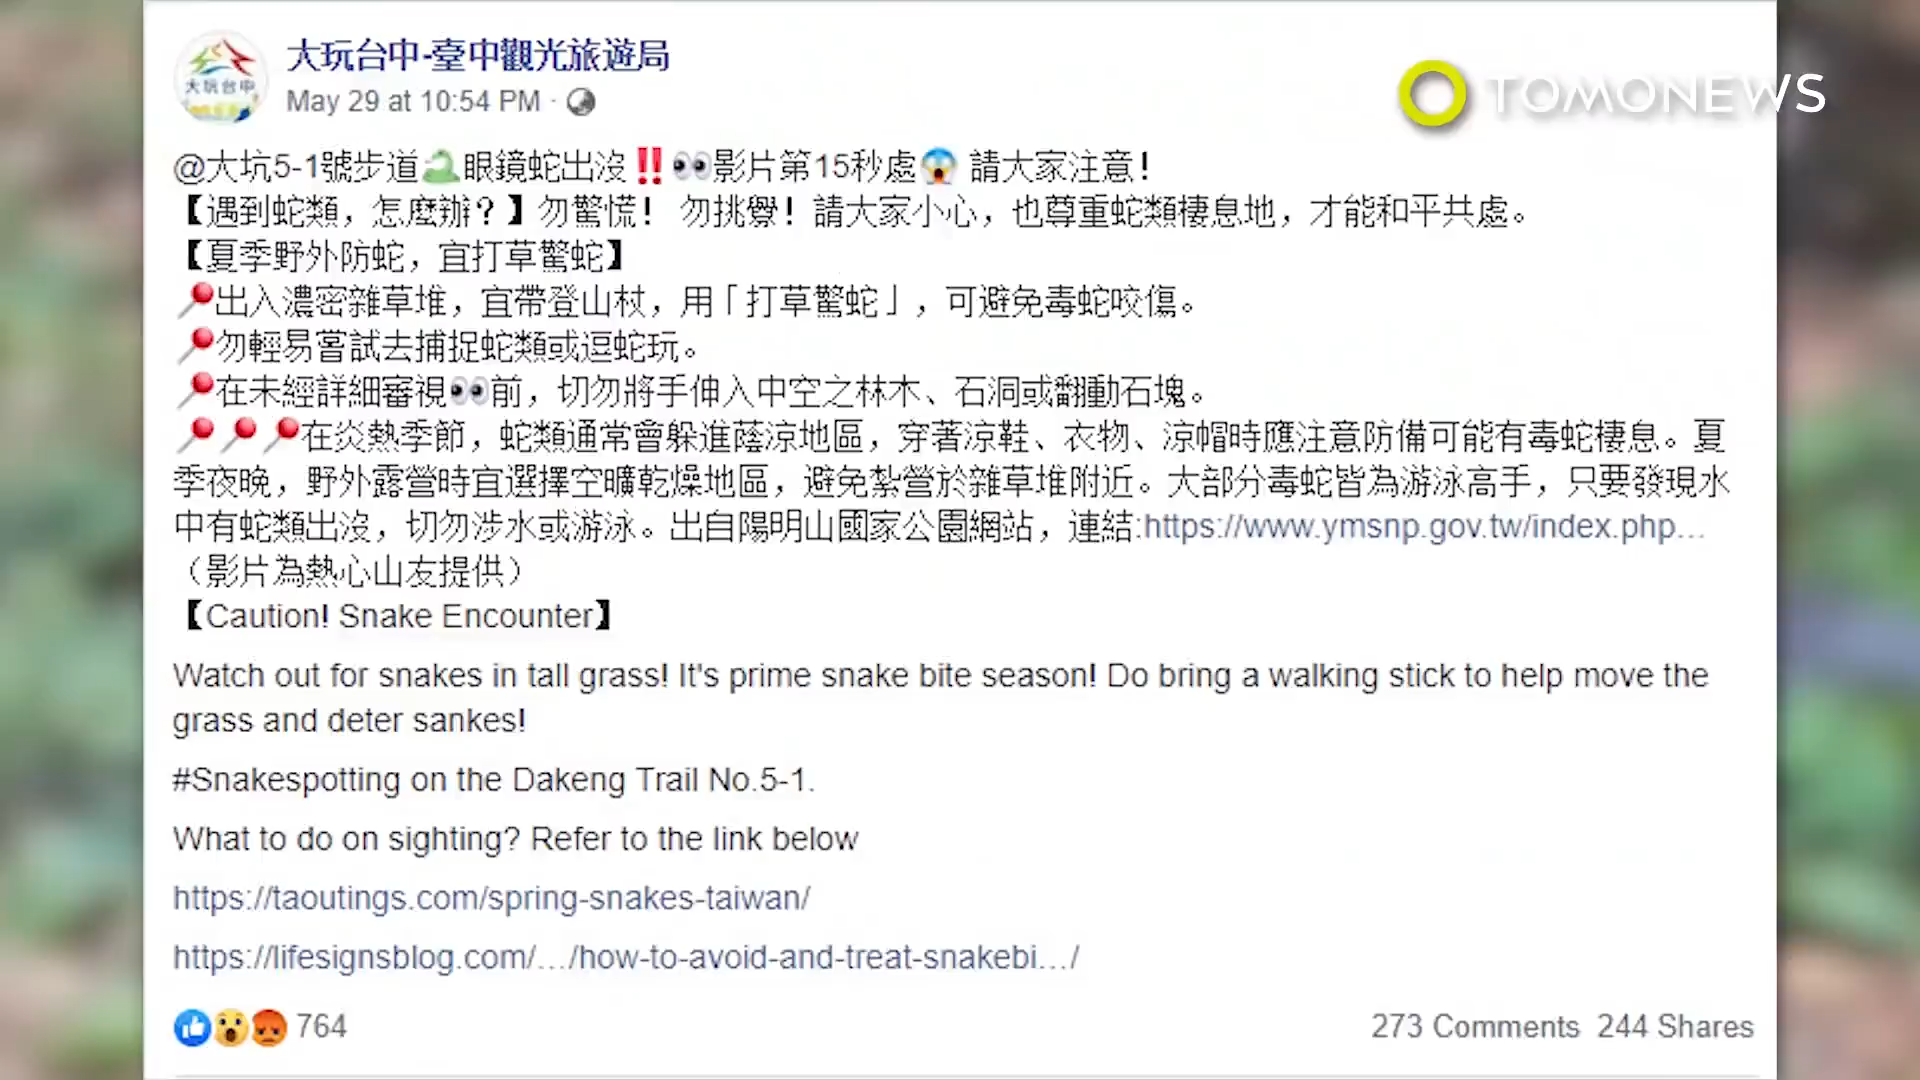 大玩台中-臺中觀光旅遊局
大玩台中
May 29 at 10:54 PM ·
TOMONEWS
@大坑5-1號步道🐍眼鏡蛇出沒‼️👀影片第15秒處😱 請大家注意!
【遇到蛇類，怎麼辦?】勿驚慌! 勿挑釁! 請大家小心，也尊重蛇類棲息地，才能和平共處。
【夏季野外防蛇，宜打草驚蛇】
📍出入濃密雜草堆，宜帶登山杖，用「打草驚蛇」，可避免毒蛇咬傷。
📍勿輕易嘗試去捕捉蛇類或逗蛇玩。
📍在未經詳細審視👀前，切勿將手伸入中空之林木、石洞或翻動石塊。
📍📍📍在炎熱季節，蛇類通常會躲進蔭涼地區，穿著涼鞋、衣物、涼帽時應注意防備可能有毒蛇棲息。夏
季夜晚，野外露營時宜選擇空曠乾燥地區，避免紮營於雜草堆附近。大部分毒蛇皆為游泳高手，只要發現水
中有蛇類出沒，切勿涉水或游泳。出自陽明山國家公園網站，連結:https://www.ymsnp.gov.tw/index.php...
（影片為熱心山友提供）
【Caution! Snake Encounter】
Watch out for snakes in tall grass! It's prime snake bite season! Do bring a walking stick to help move the
grass and deter sankes!
#Snakespotting on the Dakeng Trail No.5-1.
What to do on sighting? Refer to the link below
https://taoutings.com/spring-snakes-taiwan/
https://lifesignsblog.com/.../how-to-avoid-and-treat-snakebi.../
764
273 Comments 244 Shares